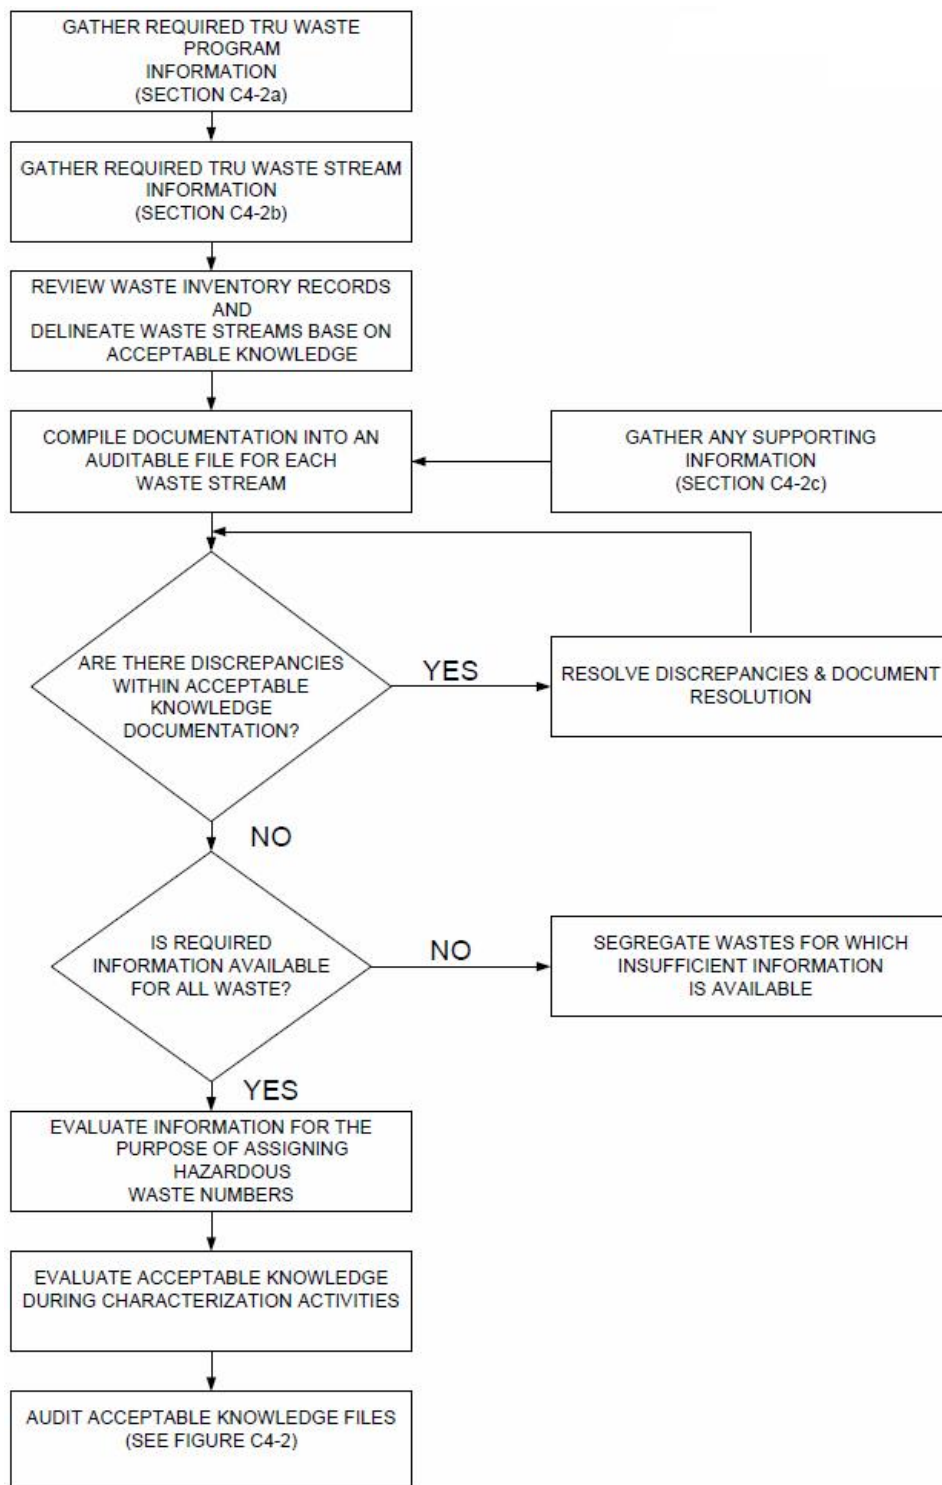 GATHER REQUIRED TRU WASTE
PROGRAM
INFORMATION
(SECTION C4-2a)
GATHER REQUIRED TRU WASTE STREAM
INFORMATION
(SECTION C4-2b)
REVIEW WASTE INVENTORY RECORDS
AND
DELINEATE WASTE STREAMS BASE ON
ACCEPTABLE KNOWLEDGE
COMPILE DOCUMENTATION INTO AN
AUDITABLE FILE FOR EACH
WASTE STREAM
GATHER ANY SUPPORTING
INFORMATION
(SECTION C4-2c)
ARE THERE DISCREPANCIES
WITHIN ACCEPTABLE
KNOWLEDGE
DOCUMENTATION?
YES
RESOLVE DISCREPANCIES & DOCUMENT
RESOLUTION
NO
IS REQUIRED
INFORMATION AVAILABLE
FOR ALL WASTE?
NO
SEGREGATE WASTES FOR WHICH
INSUFFICIENT INFORMATION
IS AVAILABLE
YES
EVALUATE INFORMATION FOR THE
PURPOSE OF ASSIGNING
HAZARDOUS
WASTE NUMBERS
EVALUATE ACCEPTABLE KNOWLEDGE
DURING CHARACTERIZATION ACTIVITIES
AUDIT ACCEPTABLE KNOWLEDGE FILES
(SEE FIGURE C4-2)